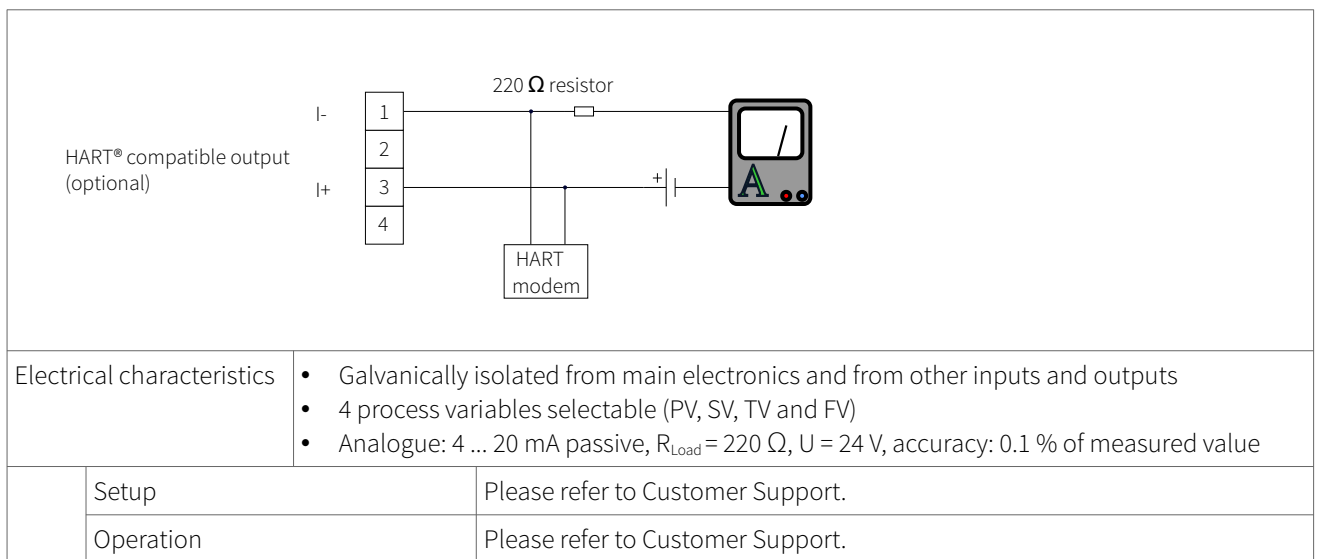 220 Ω resistor
I-
1
2
HART® compatible output
(optional)
I+
3
+
A
4
HART
modem
Electrical characteristics
• Galvanically isolated from main electronics and from other inputs and outputs
• 4 process variables selectable (PV, SV, TV and FV)
• Analogue: 4 ... 20 mA passive, RLoad = 220 Ω, U = 24 V, accuracy: 0.1 % of measured value
Setup
Please refer to Customer Support.
Operation
Please refer to Customer Support.